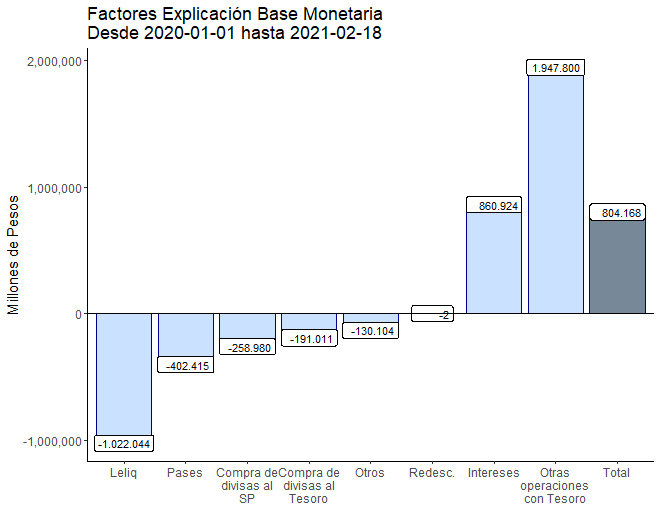 Factores Explicación Base Monetaria
Desde 2020-01-01 hasta 2021-02-18
Millones de Pesos
2,000,000
1,000,000
0
-1,000,000
-1.022.044
-402.415
-258.980
-191.011
-130.104
-2
860.924
1.947.800
804.168
Leliq
Pases
Compra de
divisas al
SP
Compra de
divisas al
Tesoro
Otros
Redesc.
Intereses
Otras
operaciones
con Tesoro
Total